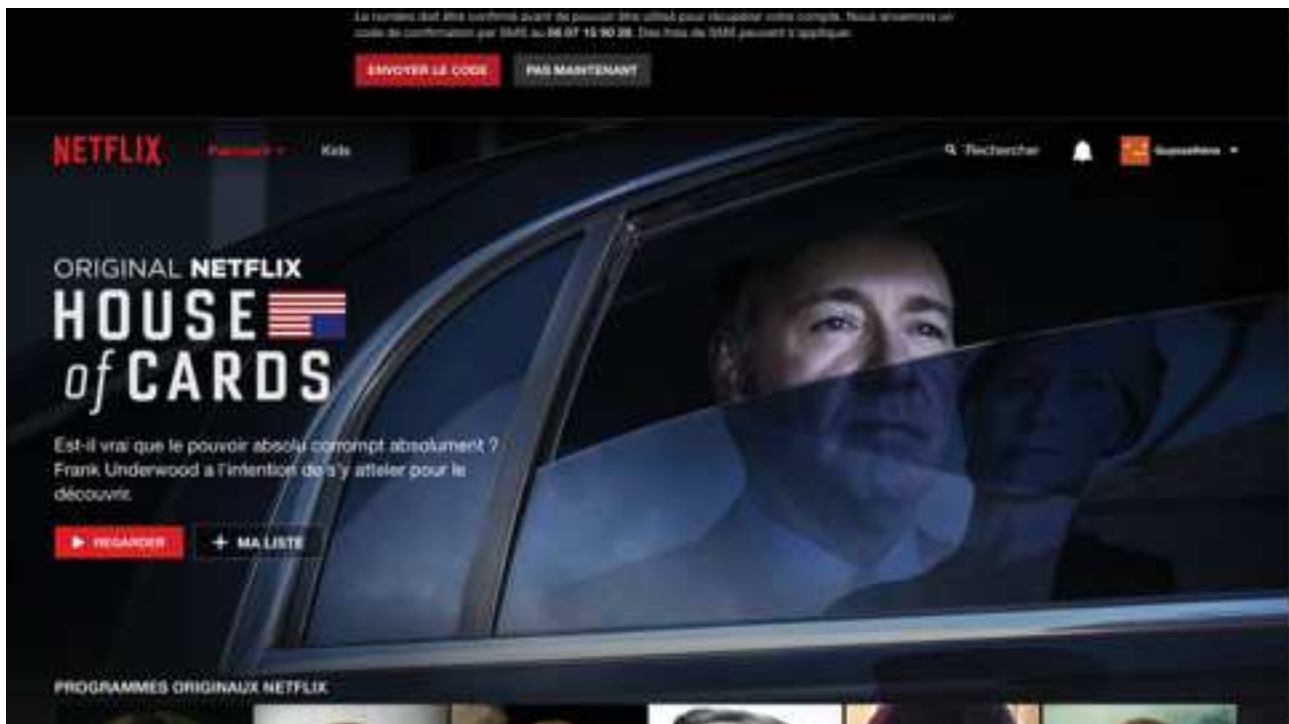 Le numéro doit être confirmé avant de pouvoir être utilisé pour récupérer votre compte. Nous enverrons un
code de confirmation par SMS au 06 07 15 90 28. Des frais de SMS peuvent s'appliquer.
ENVOYER LE CODE PAS MAINTENANT
NETFLIX Parcourir Kids Rechercher
ORIGINAL NETFLIX
HOUSE
of CARDS
Est-il vrai que le pouvoir absolu corrompt absolument ?
Frank Underwood a l'intention de s'y atteler pour le
découvrir.
REGARDER + MA LISTE
PROGRAMMES ORIGINAUX NETFLIX